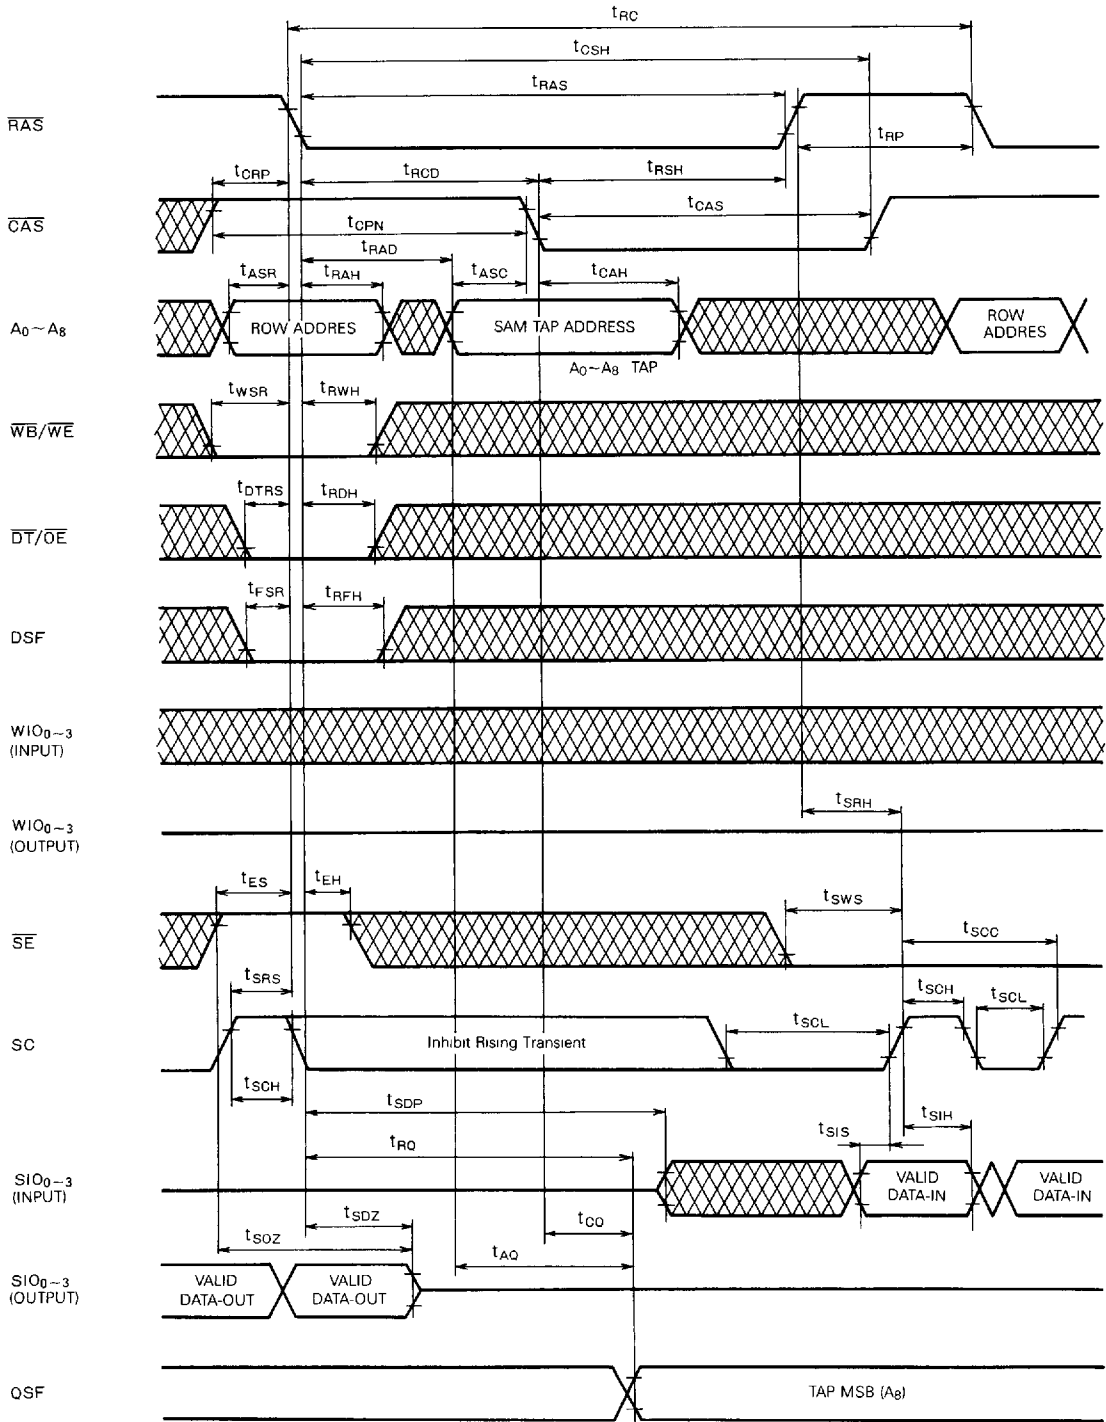 tRC
tCSH
tRAS
RAS
tRP
tCRP
tRCD
tRSH
CAS
tCPN
tCAS
tRAD
tASR
tRAH
tASC
tCAH
A0~A8
ROW ADDRES
SAM TAP ADDRESS
ROW
ADDRES
A0~A8 TAP
tWSR
tRWH
WB/WE
tDTRS
tRDH
DT/OE
tFSR
tRFH
DSF
WIO0~3
(INPUT)
tSRH
WIO0~3
(OUTPUT)
tES
tEH
tSWS
SE
tSCC
tSRS
tSCH
tSCL
SC
Inhibit Rising Transient
tSCL
tSCH
tSDP
tSIS
tSIH
tRQ
SIO0~3
(INPUT)
VALID
DATA-IN
VALID
DATA-IN
tSDZ
tCQ
tSOZ
tAQ
SIO0~3
(OUTPUT)
VALID
DATA-OUT
VALID
DATA-OUT
QSF
TAP MSB (A8)